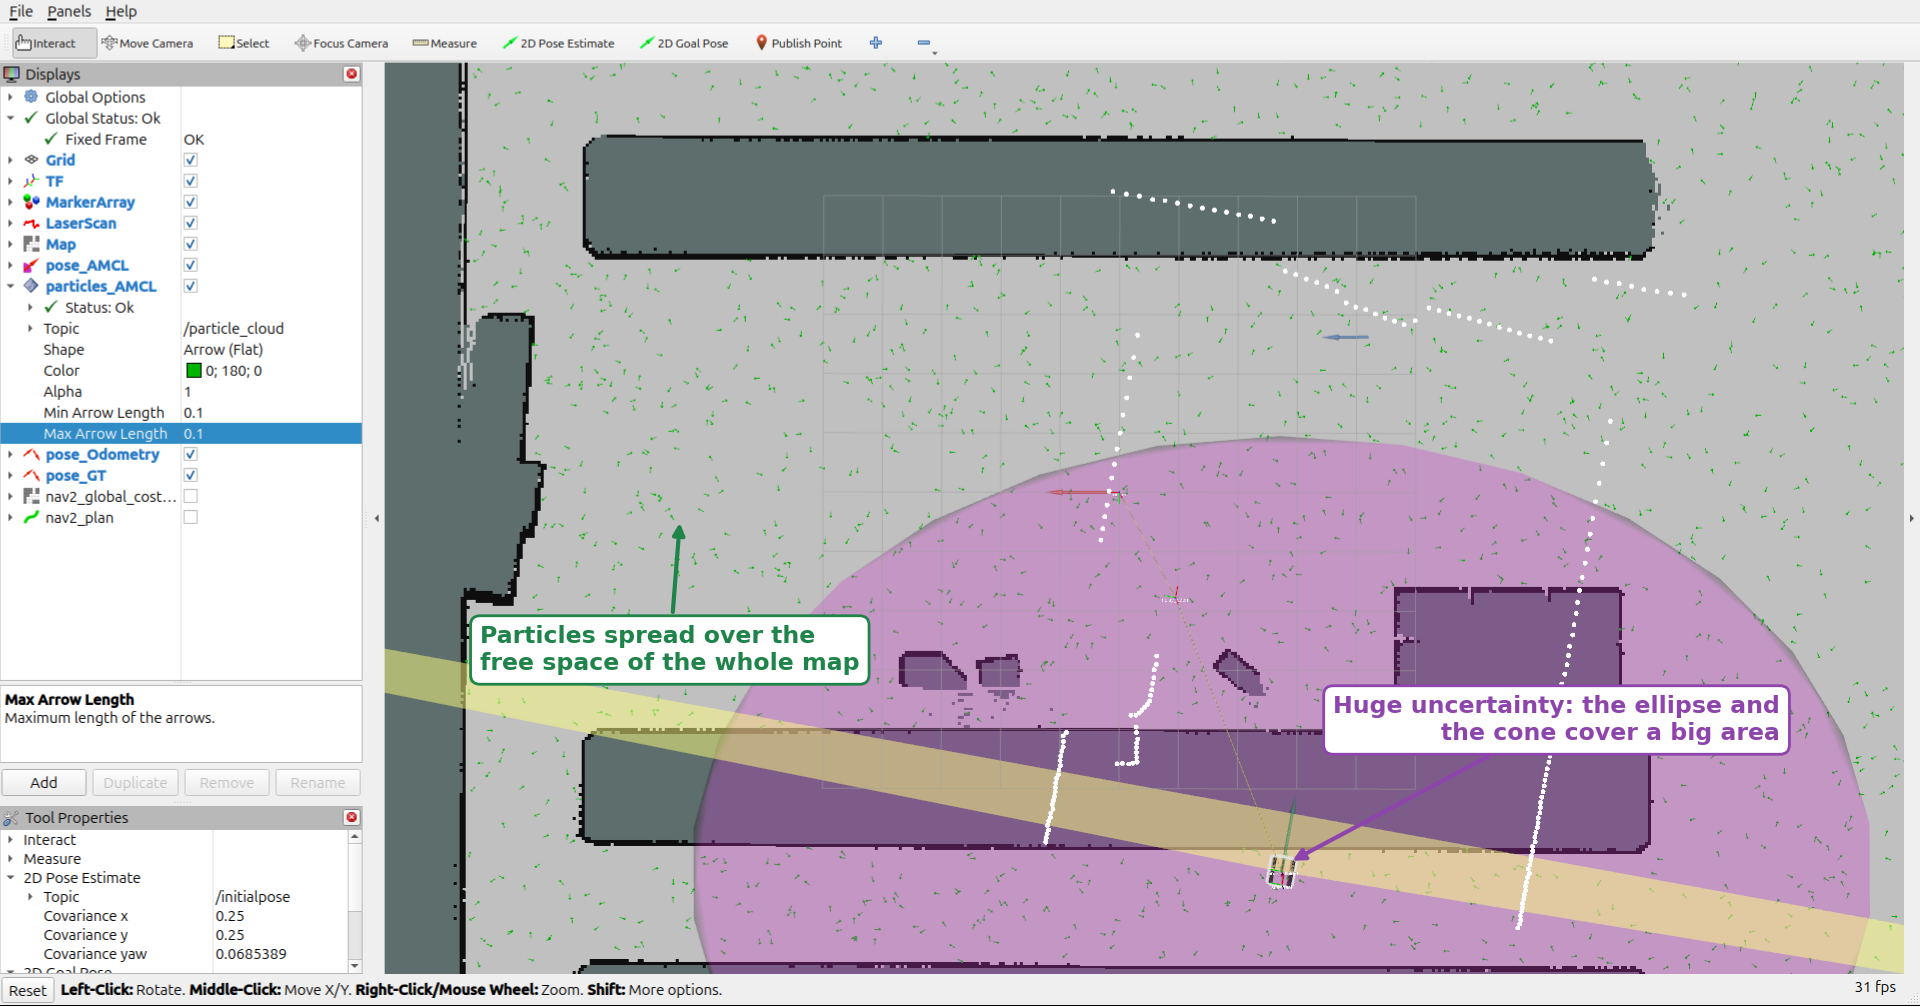 File Panels Help
Interact Move Camera Select Focus Camera Measure 2D Pose Estimate 2D Goal Pose Publish Point
Displays
Global Options
Global Status: Ok
Fixed Frame OK
Grid
TF
MarkerArray
LaserScan
Map
pose_AMCL
particles_AMCL
Status: Ok
Topic /particle_cloud
Shape Arrow (Flat)
Color 0; 180; 0
Alpha 1
Min Arrow Length 0.1
Max Arrow Length 0.1
pose_Odometry
pose_GT
nav2_global_cost...
nav2_plan
Max Arrow Length
Maximum length of the arrows.
Add Duplicate Remove Rename
Tool Properties
Interact
Measure
2D Pose Estimate
Topic /initialpose
Covariance x 0.25
Covariance y 0.25
Covariance yaw 0.0685389
2D Goal Pose
Particles spread over the
free space of the whole map
Huge uncertainty: the ellipse and
the cone cover a big area
Reset Left-Click: Rotate. Middle-Click: Move X/Y. Right-Click/Mouse Wheel: Zoom. Shift: More options. 31 fps